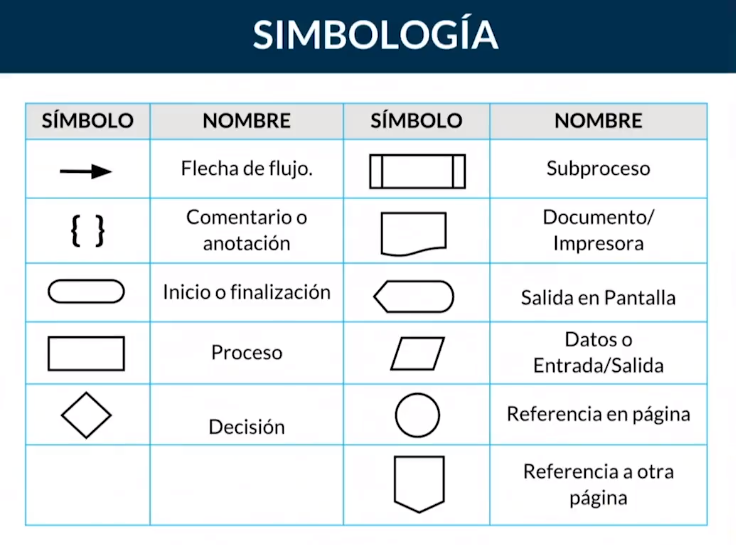 SIMBOLOGÍA
SÍMBOLO NOMBRE SÍMBOLO NOMBRE
Flecha de flujo. Subproceso
{ } Comentario o
anotación
Documento/
Impresora
Inicio o finalización Salida en Pantalla
Proceso
Datos o
Entrada/Salida
Decisión
Referencia en página
Referencia a otra
página